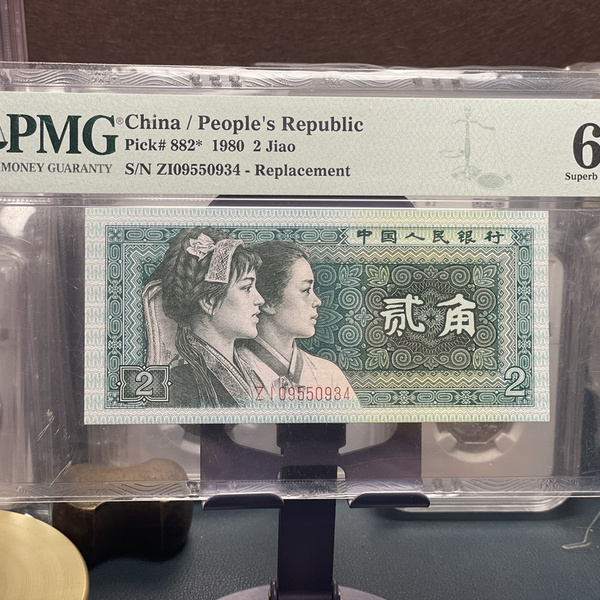 PMG®
MONEY GUARANTY
China / People's Republic
Pick# 882* 1980 2 Jiao
S/N ZI09550934 - Replacement
6
Superb
中国人民银行
贰角
2
2
ZI09550934